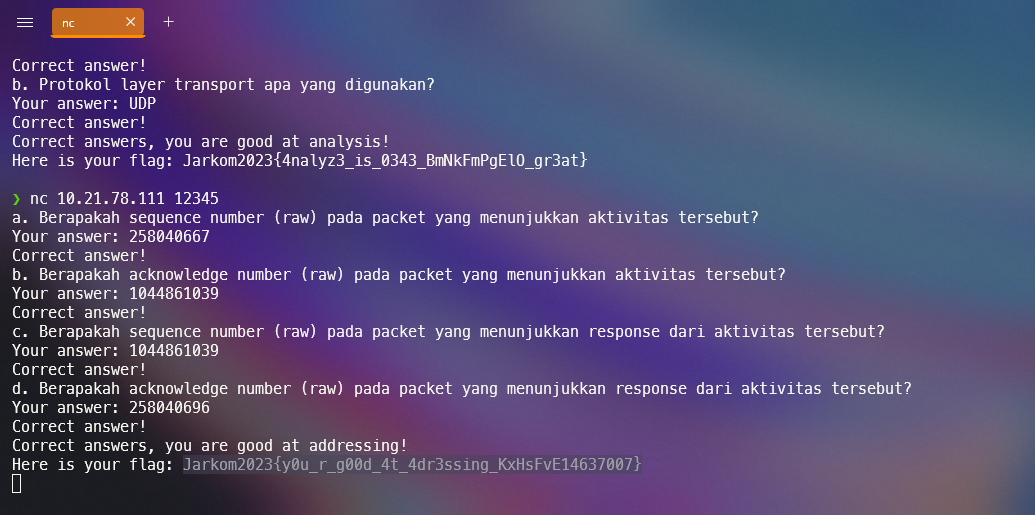 nc
Correct answer!
b. Protokol layer transport apa yang digunakan?
Your answer: UDP
Correct answer!
Correct answers, you are good at analysis!
Here is your flag: Jarkom2023{4nalyz3_is_0343_BmNkFmPgElO_gr3at}
❯ nc 10.21.78.111 12345
a. Berapakah sequence number (raw) pada packet yang menunjukkan aktivitas tersebut?
Your answer: 258040667
Correct answer!
b. Berapakah acknowledge number (raw) pada packet yang menunjukkan aktivitas tersebut?
Your answer: 1044861039
Correct answer!
c. Berapakah sequence number (raw) pada packet yang menunjukkan response dari aktivitas tersebut?
Your answer: 1044861039
Correct answer!
d. Berapakah acknowledge number (raw) pada packet yang menunjukkan response dari aktivitas tersebut?
Your answer: 258040696
Correct answer!
Correct answers, you are good at addressing!
Here is your flag: Jarkom2023{y0u_r_g00d_4t_4dr3ssing_KxHsFvE14637007}